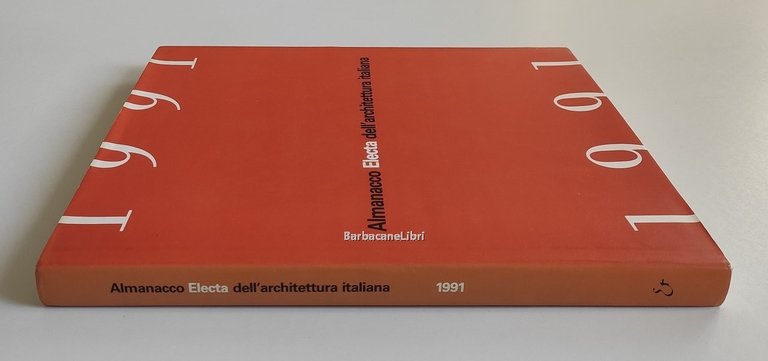 1991
Almanacco Electa dell'architettura italiana
1991
BarbacaneLibri
Almanacco Electa dell'architettura italiana 1991